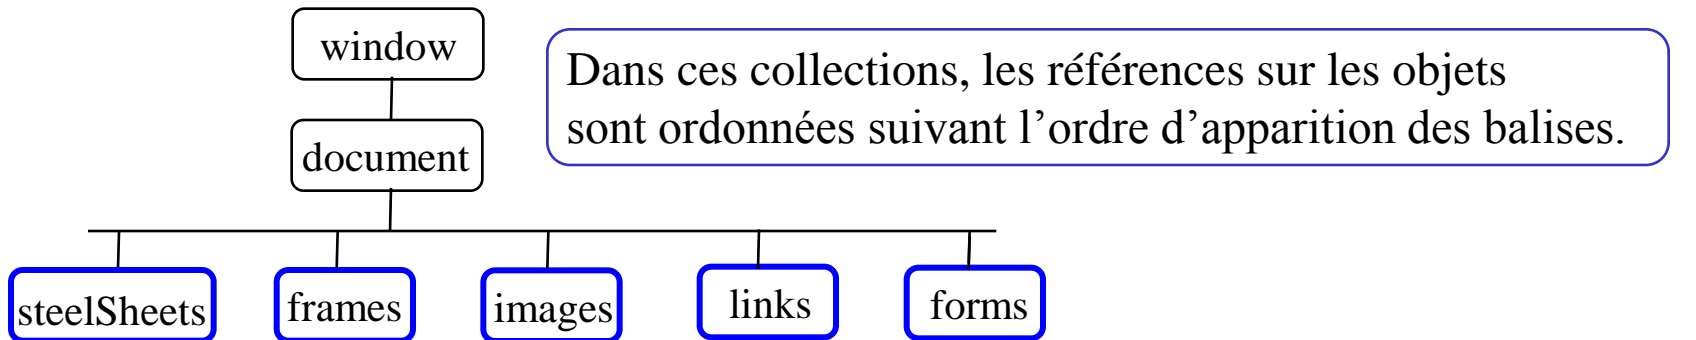 window
Dans ces collections, les références sur les objets
sont ordonnées suivant l’ordre d’apparition des balises.
document
steelSheets
frames
images
links
forms